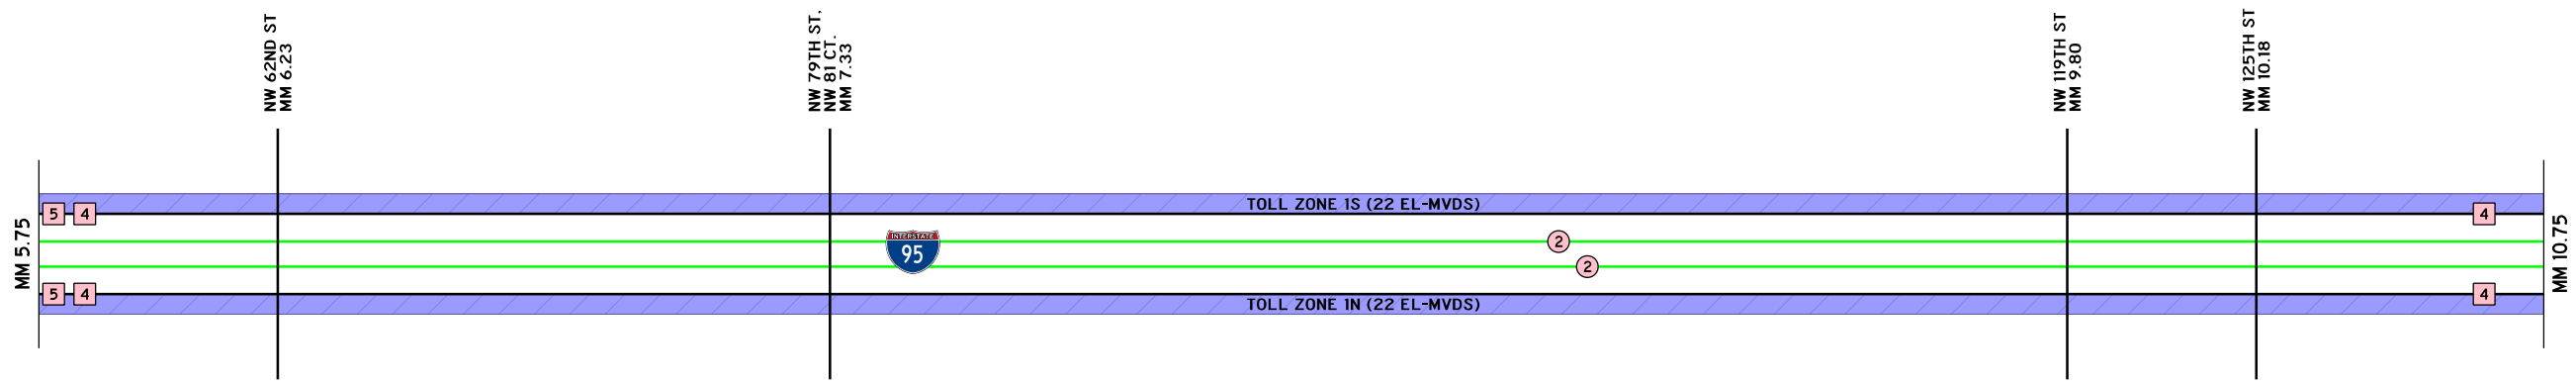 NW 62ND ST
MM 6.23
NW 79TH ST,
NW 81 CT.
MM 7.33
NW 119TH ST
MM 9.80
NW 125TH ST
MM 10.18
MM 5.75
TOLL ZONE 1S (22 EL-MVDS)
5 4
4
INTERSTATE
95
2
2
5 4
4
TOLL ZONE 1N (22 EL-MVDS)
MM 10.75